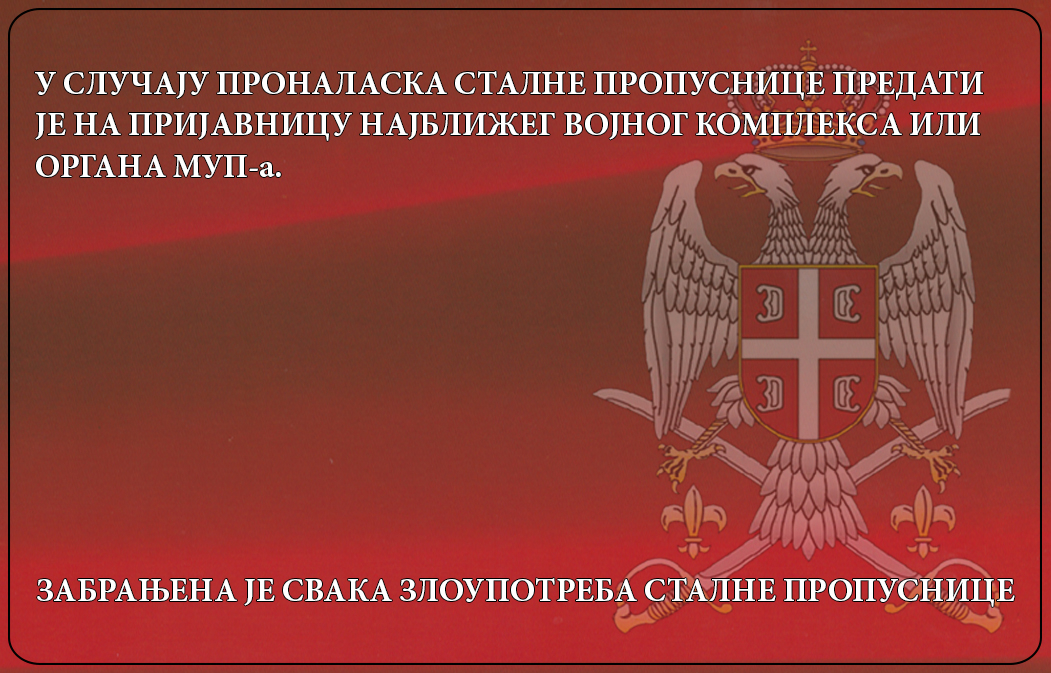 У СЛУЧАЈУ ПРОНАЛАСКА СТАЛНЕ ПРОПУСНИЦЕ ПРЕДАТИ
ЈЕ НА ПРИЈАВНИЦУ НАЈБЛИЖЕГ ВОЈНОГ КОМПЛЕКСА ИЛИ
ОРГАНА МУП-а.
ЗАБРАЊЕНА ЈЕ СВАКА ЗЛОУПОТРЕБА СТАЛНЕ ПРОПУСНИЦЕ